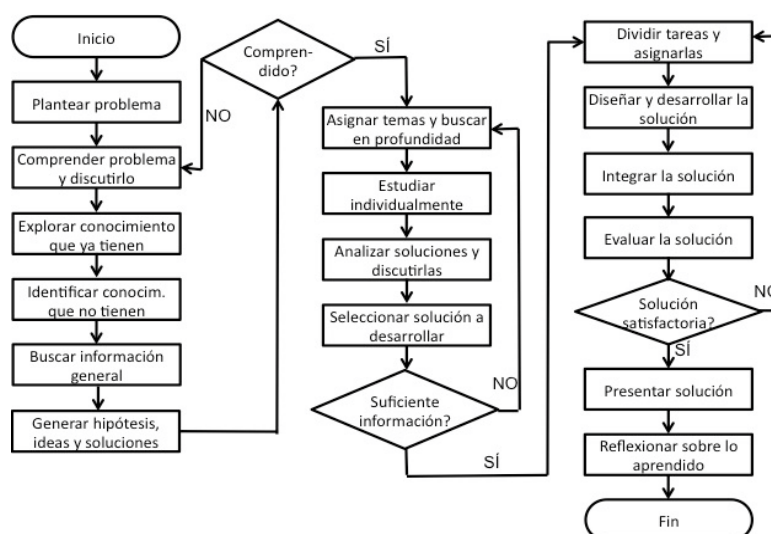 Inicio
Plantear problema
Comprender problema
y discutirlo
Explorar conocimiento
que ya tienen
Identificar conocim.
que no tienen
Buscar información
general
Generar hipótesis,
ideas y soluciones
Compren-
dido?
NO
SÍ
Asignar temas y buscar
en profundidad
Estudiar
individualmente
Analizar soluciones y
discutirlas
Seleccionar solución a
desarrollar
Suficiente
información?
NO
SÍ
Dividir tareas y
asignarlas
Diseñar y desarrollar la
solución
Integrar la solución
Evaluar la solución
Solución
satisfactoria?
NO
SÍ
Presentar solución
Reflexionar sobre lo
aprendido
Fin